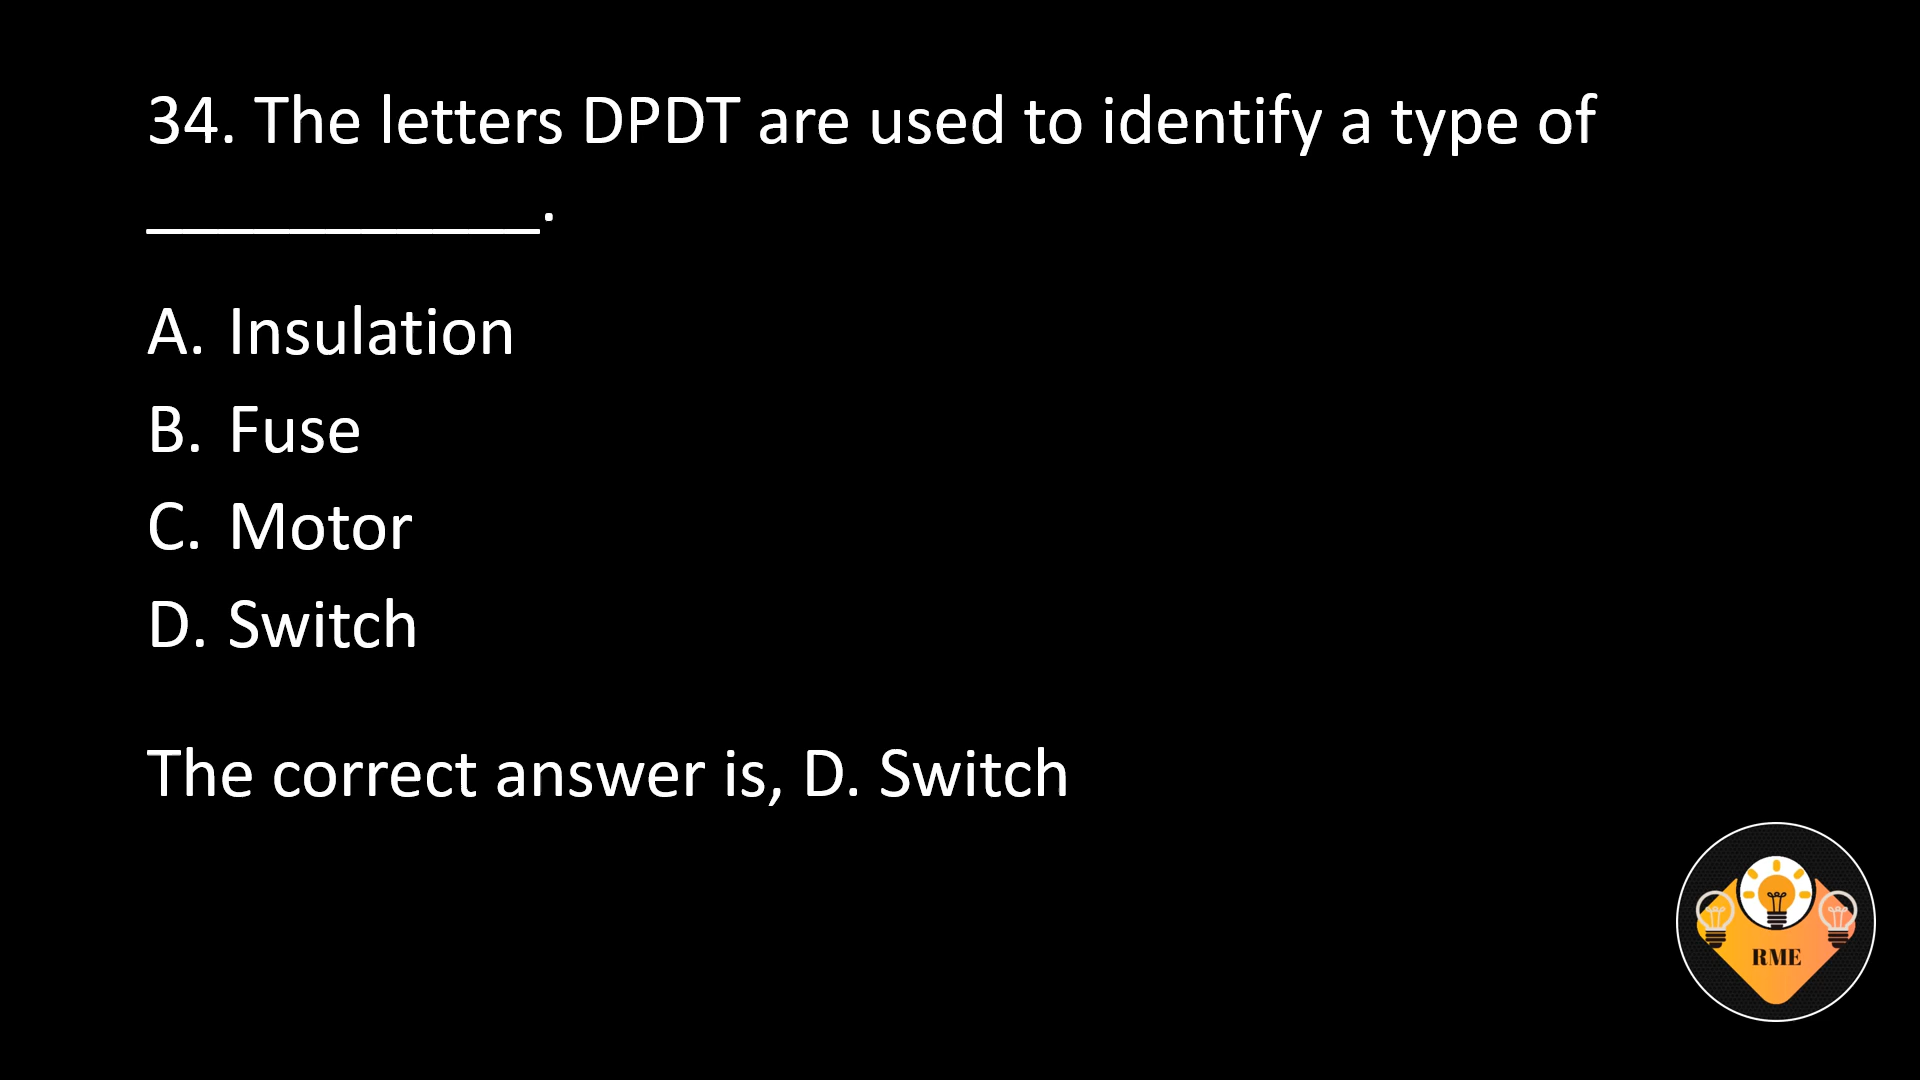 34. The letters DPDT are used to identify a type of
____________.
A. Insulation
B. Fuse
C. Motor
D. Switch
The correct answer is, D. Switch
RME